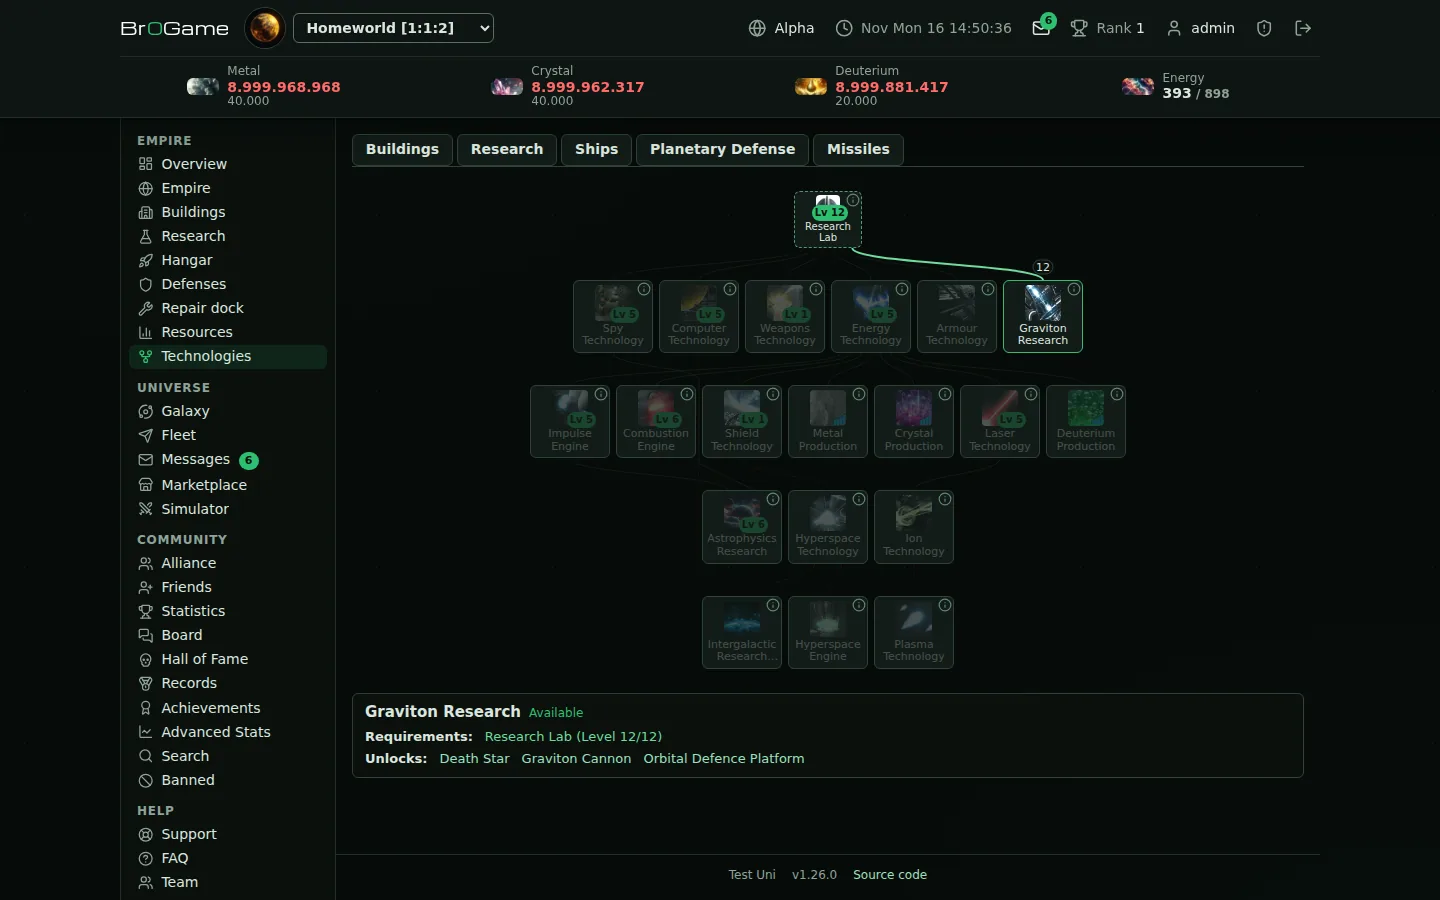 BrOGame
Homeworld [1:1:2]
Alpha
Nov Mon 16 14:50:36
6
Rank 1
admin
Metal
8.999.968.968
40.000
Crystal
8.999.962.317
40.000
Deuterium
8.999.881.417
20.000
Energy
393 / 898
EMPIRE
Overview
Empire
Buildings
Research
Hangar
Defenses
Repair dock
Resources
Technologies
UNIVERSE
Galaxy
Fleet
Messages 6
Marketplace
Simulator
COMMUNITY
Alliance
Friends
Statistics
Board
Hall of Fame
Records
Achievements
Advanced Stats
Search
Banned
HELP
Support
FAQ
Team
Buildings
Research
Ships
Planetary Defense
Missiles
Lv 12
Research
Lab
12
Lv 5
Spy
Technology
Lv 5
Computer
Technology
Lv 1
Weapons
Technology
Lv 5
Energy
Technology
Armour
Technology
Graviton
Research
Lv 5
Impulse
Engine
Lv 6
Combustion
Engine
Lv 1
Shield
Technology
Metal
Production
Crystal
Production
Lv 5
Laser
Technology
Deuterium
Production
Lv 6
Astrophysics
Research
Hyperspace
Technology
Ion
Technology
Intergalactic
Research...
Hyperspace
Engine
Plasma
Technology
Graviton Research Available
Requirements: Research Lab (Level 12/12)
Unlocks: Death Star Graviton Cannon Orbital Defence Platform
Test Uni v1.26.0 Source code